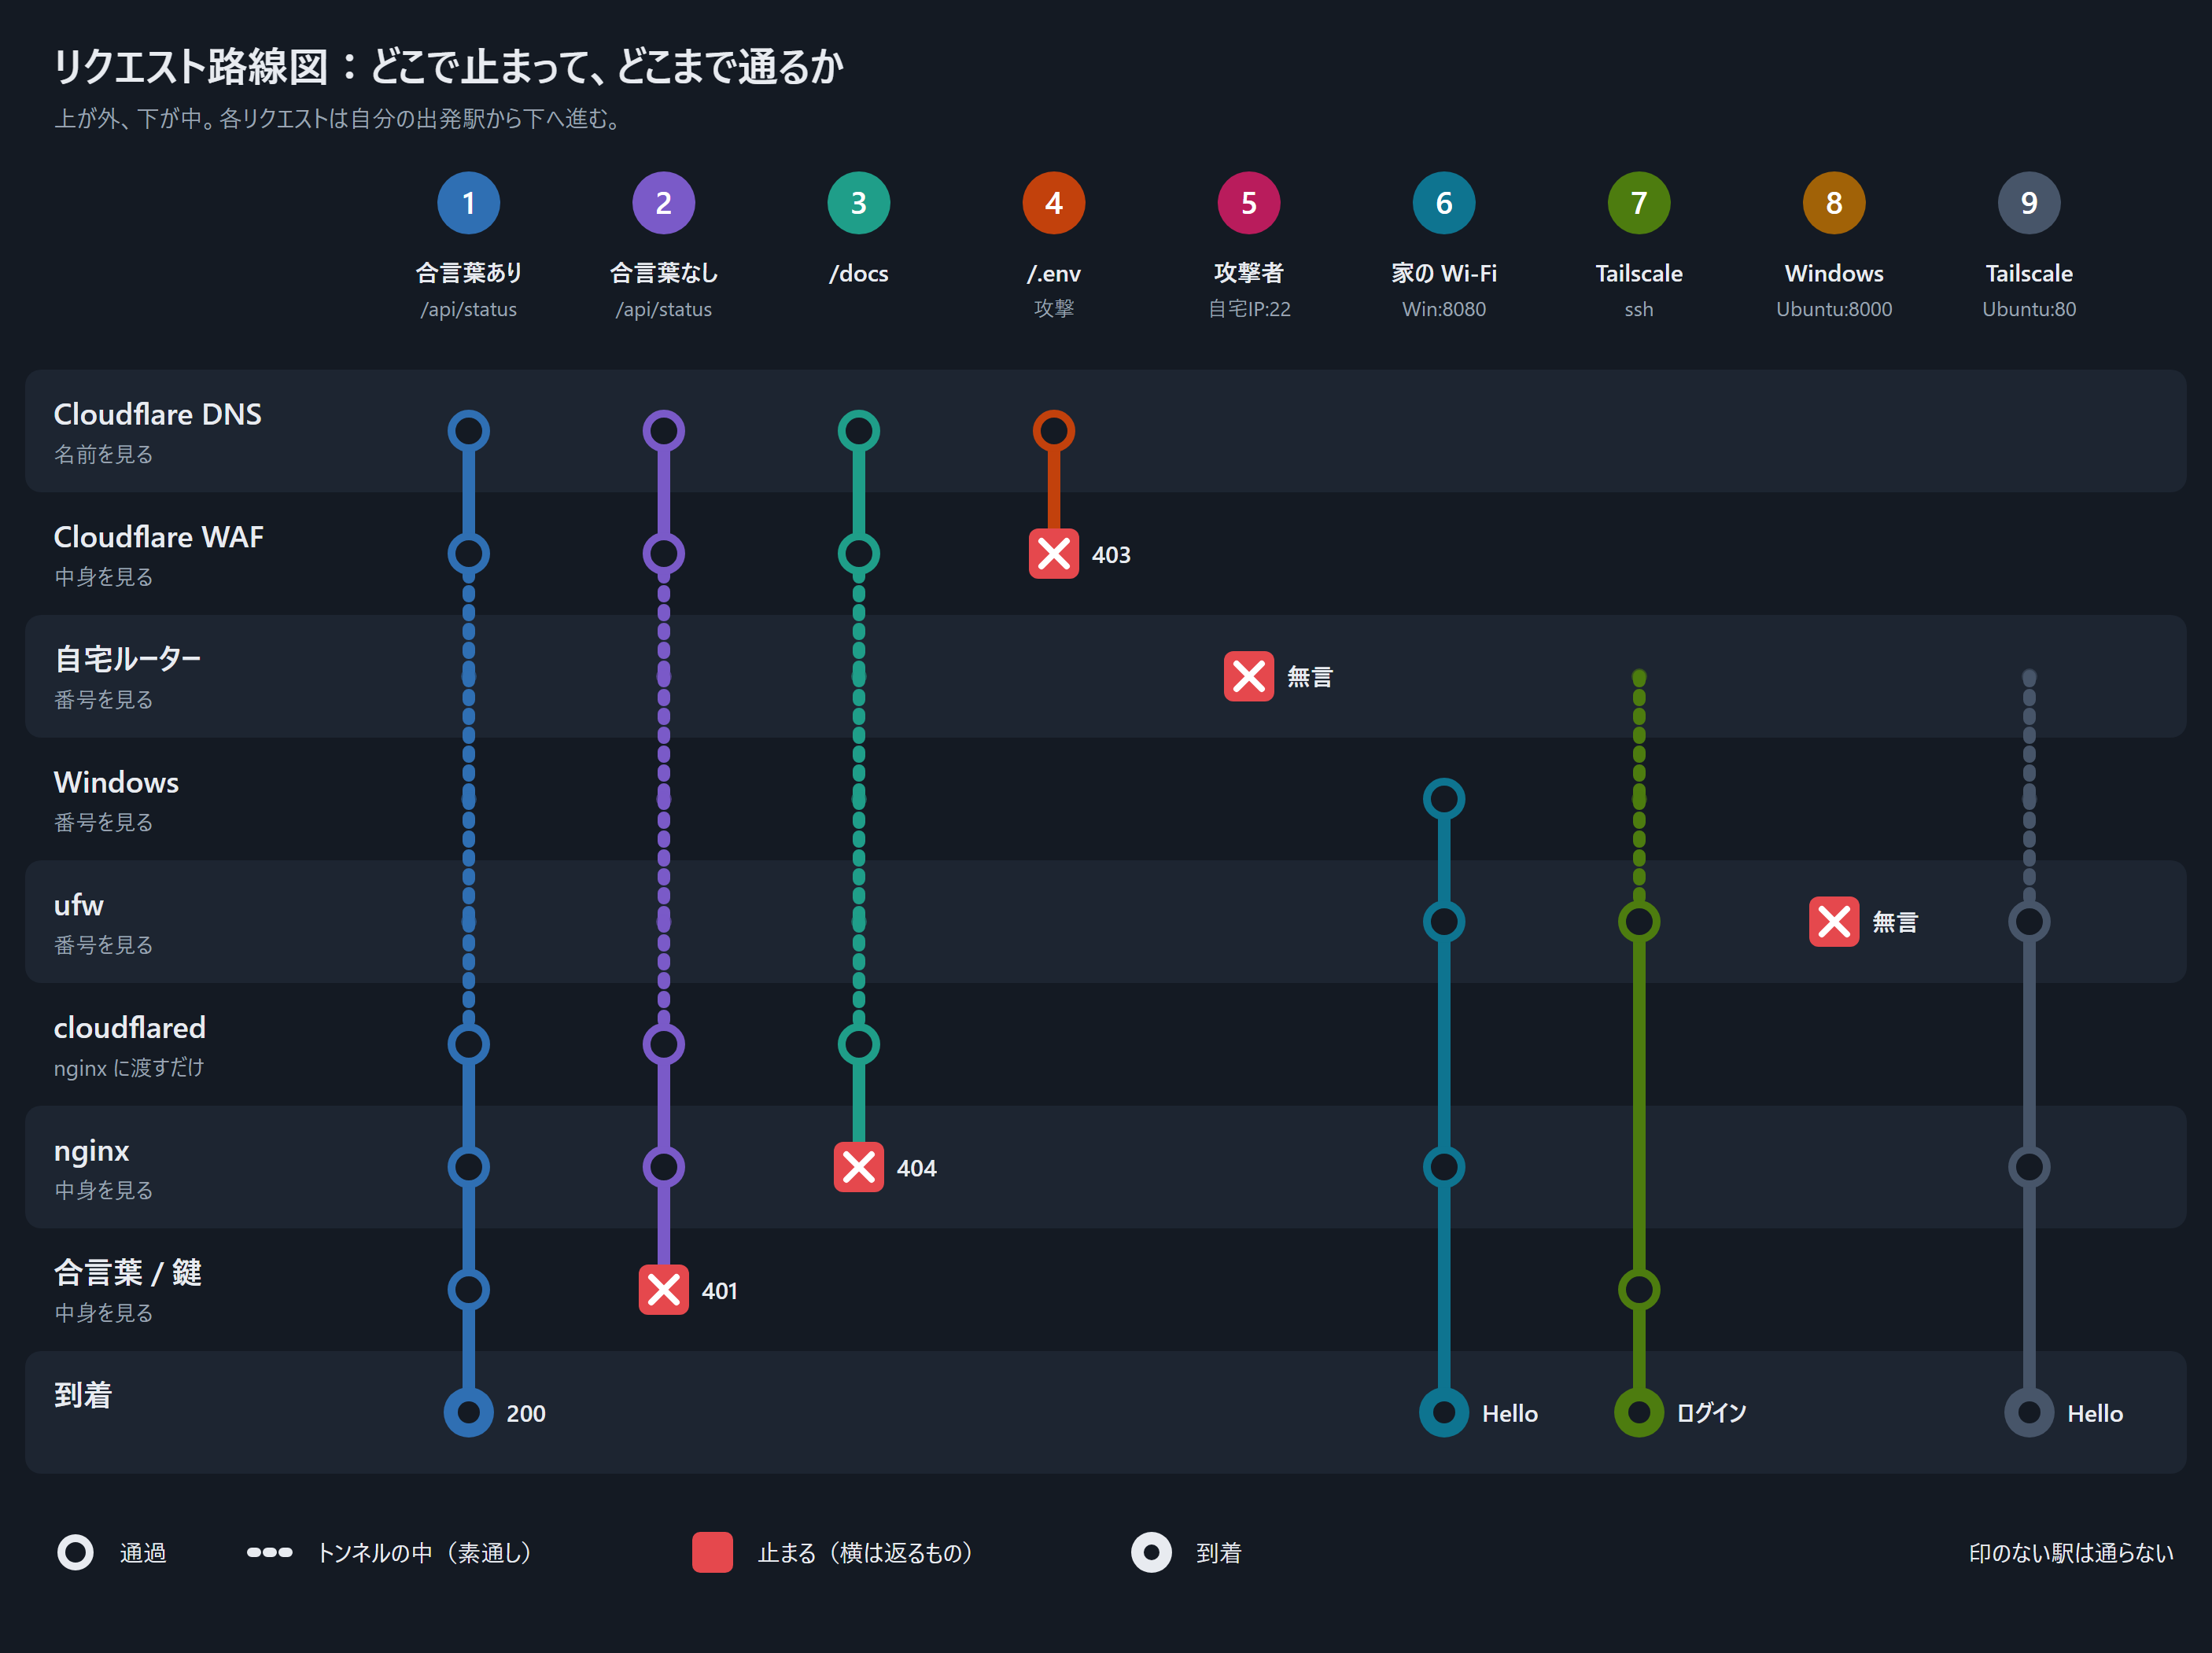 リクエスト路線図：どこで止まって、どこまで通るか
上が外、下が中。各リクエストは自分の出発駅から下へ進む。
1
合言葉あり
/api/status
2
合言葉なし
/api/status
3
/docs
4
/.env
攻撃
5
攻撃者
自宅IP:22
6
家の Wi-Fi
Win:8080
7
Tailscale
ssh
8
Windows
Ubuntu:8000
9
Tailscale
Ubuntu:80
Cloudflare DNS
名前を見る
Cloudflare WAF
中身を見る
403
自宅ルーター
番号を見る
無言
Windows
番号を見る
ufw
番号を見る
無言
cloudflared
nginx に渡すだけ
nginx
中身を見る
404
合言葉 / 鍵
中身を見る
401
到着
200
Hello
ログイン
Hello
通過
トンネルの中（素通し）
止まる（横は返るもの）
到着
印のない駅は通らない